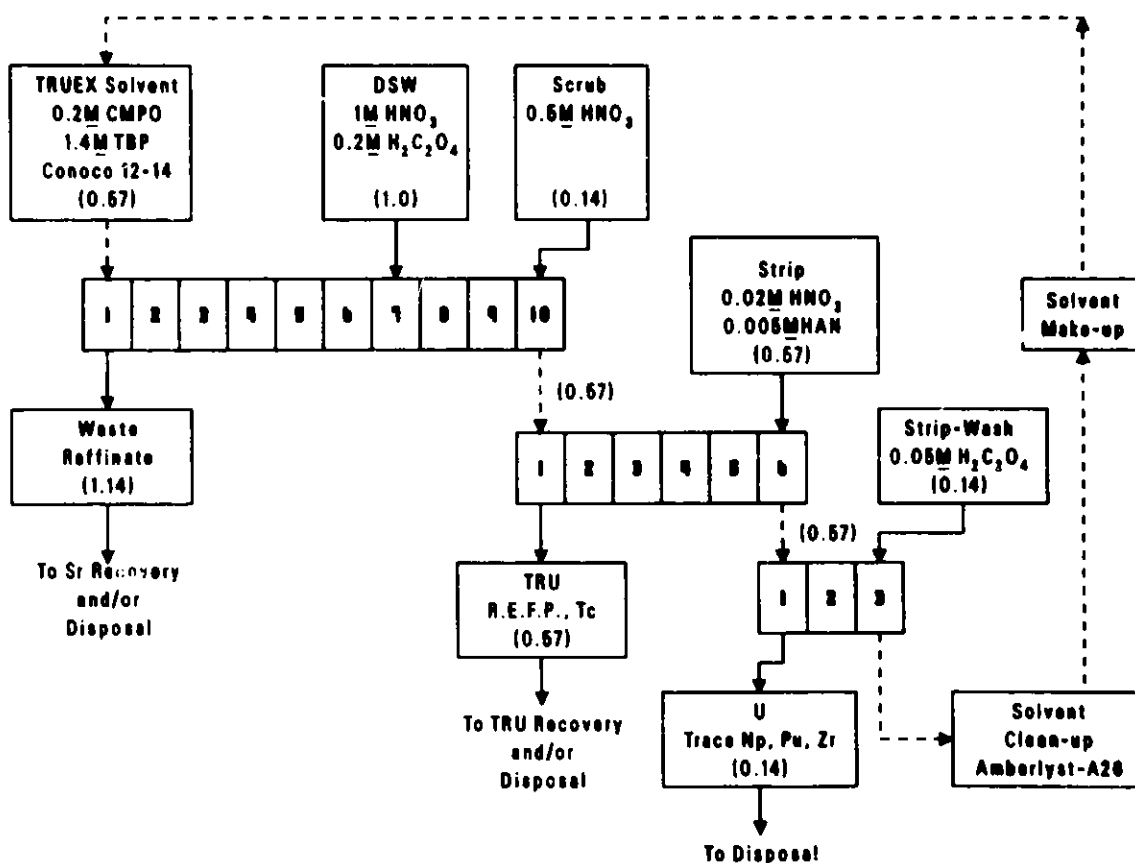 TRUEX Solvent
0.2M CMPO
1.4M TBP
Conoco 12-14
(0.57)
DSW
1M HNO₃
0.2M H₂C₂O₄
(1.0)
Scrub
0.5M HNO₃
(0.14)
1 2 3 4 5 6 7 8 9 10
Strip
0.02M HNO₃
0.005M HAN
(0.57)
Solvent
Make-up
Waste
Raffinate
(1.14)
(0.57)
1 2 3 4 5 6
Strip-Wash
0.05M H₂C₂O₄
(0.14)
To Sr Recovery
and/or
Disposal
TRU
R.E.F.P., Tc
(0.57)
(0.57)
1 2 3
To TRU Recovery
and/or
Disposal
U
Trace Np, Pu, Zr
(0.14)
Solvent
Clean-up
Amberlyst-A26
To Disposal